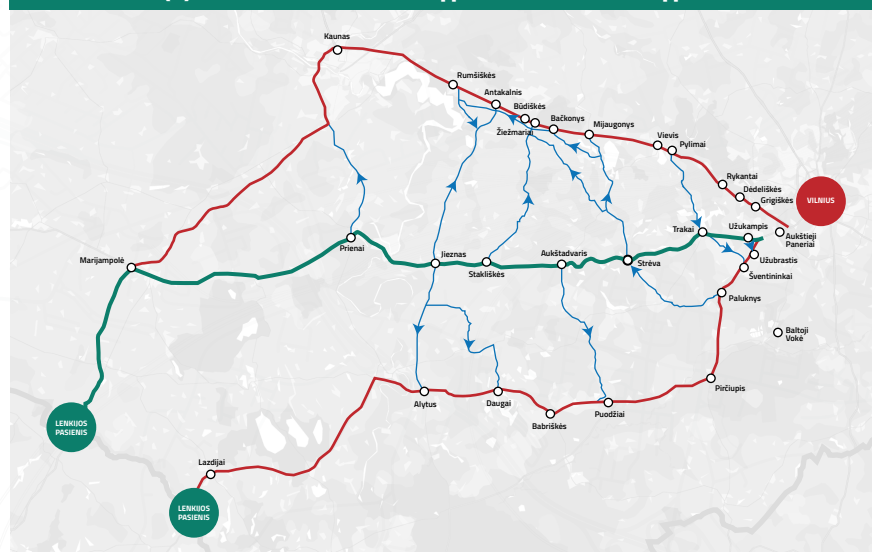 Kaunas
Rumšiškės
Antakalnis
Būdiškės
Bačkonys
Žiežmariai
Mijaugonys
Vievis
Pylimai
Rykantai
Dėdeliškės
Grigiškės
VILNIUS
Trakai
Užukampis
Aukštieji
Paneriai
Prienai
Jieznas
Stakliškės
Aukštadvaris
Strėva
Užubrastis
Šventininkai
Marijampolė
Paluknys
Baltoji
Vokė
Pirčiupis
LENKIJOS
PASIENIS
Alytus
Daugai
Babriškės
Puodžiai
Lazdijai
LENKIJOS
PASIENIS